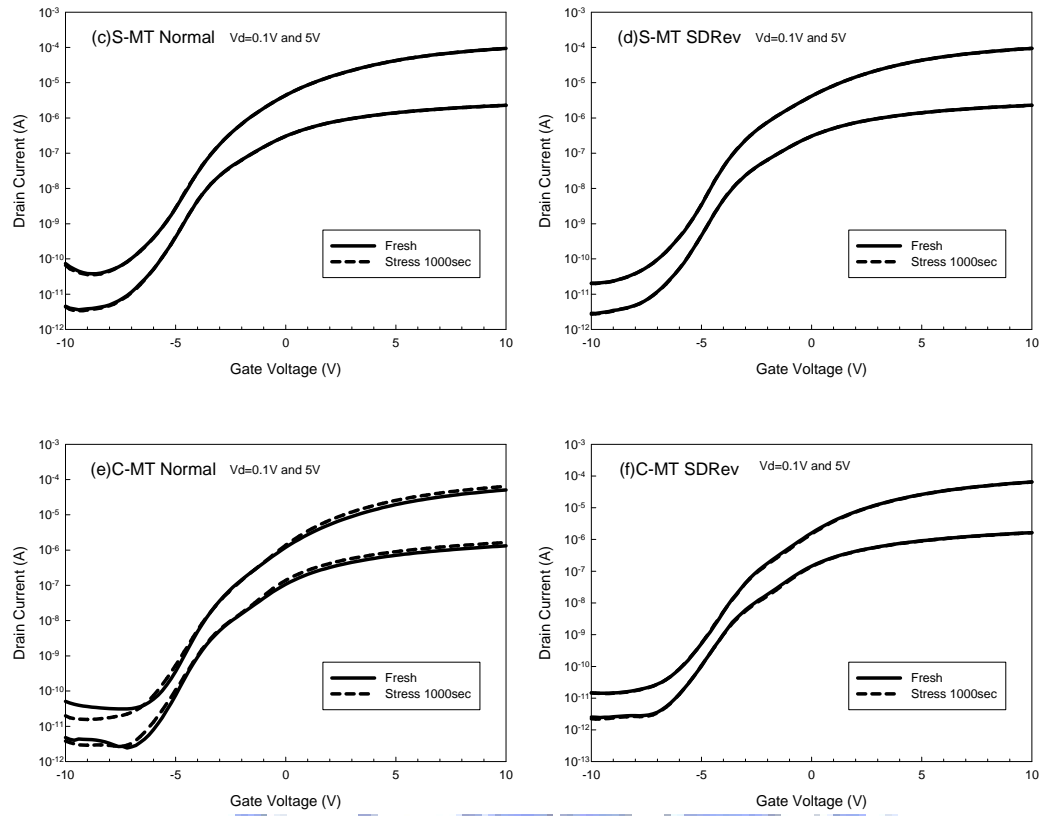 (c)S-MT Normal Vd=0.1V and 5V
10-3
10-4
10-5
10-6
10-7
10-8
10-9
10-10
10-11
10-12
Drain Current (A)
Fresh
Stress 1000sec
-10 -5 0 5 10
Gate Voltage (V)
(d)S-MT SDRev Vd=0.1V and 5V
10-3
10-4
10-5
10-6
10-7
10-8
10-9
10-10
10-11
10-12
Drain Current (A)
Fresh
Stress 1000sec
-10 -5 0 5 10
Gate Voltage (V)
(e)C-MT Normal Vd=0.1V and 5V
10-3
10-4
10-5
10-6
10-7
10-8
10-9
10-10
10-11
10-12
Drain Current (A)
Fresh
Stress 1000sec
-10 -5 0 5 10
Gate Voltage (V)
(f)C-MT SDRev Vd=0.1V and 5V
10-3
10-4
10-5
10-6
10-7
10-8
10-9
10-10
10-11
10-12
10-13
Drain Current (A)
Fresh
Stress 1000sec
-10 -5 0 5 10
Gate Voltage (V)